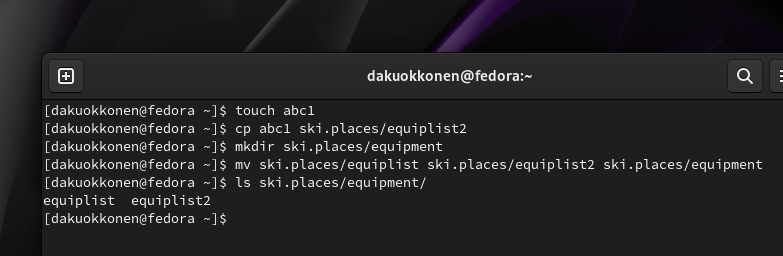 dakuokkonen@fedora:~
[dakuokkonen@fedora ~]$ touch abc1
[dakuokkonen@fedora ~]$ cp abc1 ski.places/equiplist2
[dakuokkonen@fedora ~]$ mkdir ski.places/equipment
[dakuokkonen@fedora ~]$ mv ski.places/equiplist ski.places/equiplist2 ski.places/equipment
[dakuokkonen@fedora ~]$ ls ski.places/equipment/
equiplist  equiplist2
[dakuokkonen@fedora ~]$